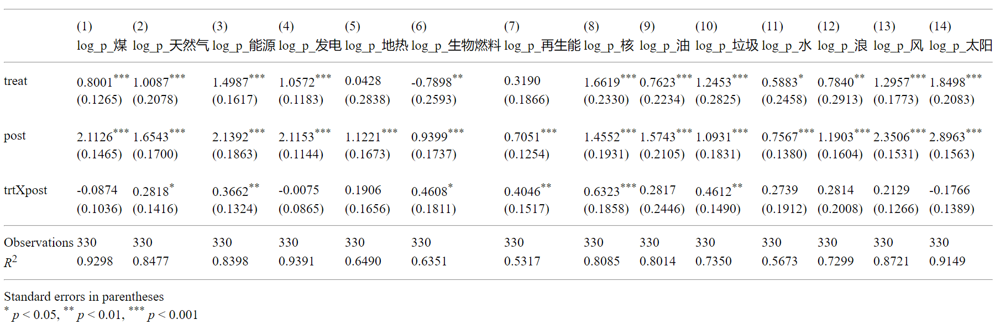 (1) (2) (3) (4) (5) (6) (7) (8) (9) (10) (11) (12) (13) (14)
log_p_煤 log_p_天然气 log_p_能源 log_p_发电 log_p_地热 log_p_生物燃料 log_p_再生能 log_p_核 log_p_油 log_p_垃圾 log_p_水 log_p_浪 log_p_风 log_p_太阳
treat 0.8001*** 1.0087*** 1.4987*** 1.0572*** 0.0428 -0.7898** 0.3190 1.6619*** 0.7623*** 1.2453*** 0.5883* 0.7840** 1.2957*** 1.8498***
(0.1265) (0.2078) (0.1617) (0.1183) (0.2838) (0.2593) (0.1866) (0.2330) (0.2234) (0.2825) (0.2458) (0.2913) (0.1773) (0.2083)
post 2.1126*** 1.6543*** 2.1392*** 2.1153*** 1.1221*** 0.9399*** 0.7051*** 1.4552*** 1.5743*** 1.0931*** 0.7567*** 1.1903*** 2.3506*** 2.8963***
(0.1465) (0.1700) (0.1863) (0.1144) (0.1673) (0.1737) (0.1254) (0.1931) (0.2105) (0.1831) (0.1380) (0.1604) (0.1531) (0.1563)
trtXpost -0.0874 0.2818* 0.3662** -0.0075 0.1906 0.4608* 0.4046** 0.6323*** 0.2817 0.4612** 0.2739 0.2814 0.2129 -0.1766
(0.1036) (0.1416) (0.1324) (0.0865) (0.1656) (0.1811) (0.1517) (0.1858) (0.2446) (0.1490) (0.1912) (0.2008) (0.1266) (0.1389)
Observations 330 330 330 330 330 330 330 330 330 330 330 330 330 330
R2 0.9298 0.8477 0.8398 0.9391 0.6490 0.6351 0.5317 0.8085 0.8014 0.7350 0.5673 0.7299 0.8721 0.9149
Standard errors in parentheses
* p < 0.05, ** p < 0.01, *** p < 0.001